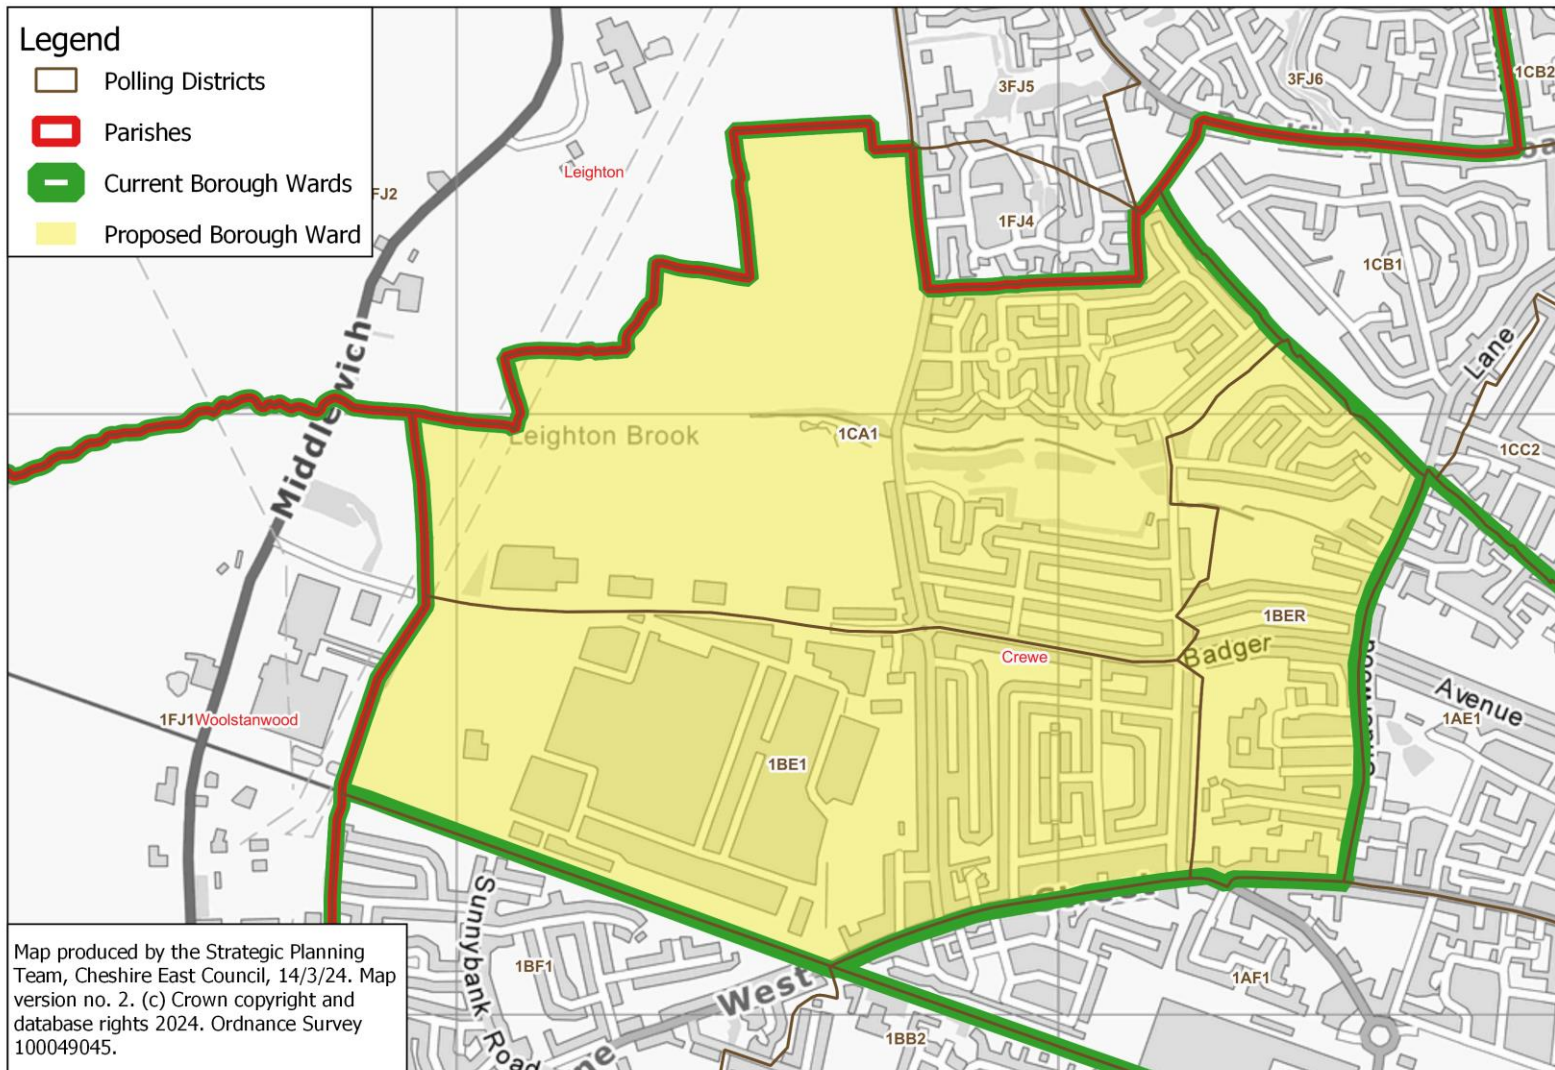 Legend
Polling Districts
Parishes
Current Borough Wards
Proposed Borough Ward
3FJ5
3FJ6
1CB2
Leighton
FJ2
1FJ4
1CB1
Middlewich
Lane
Leighton Brook
1CA1
1CC2
1BER
Crewe
Badger
Avenue
1AE1
1FJ1
Woolstanwood
1BE1
Sunnybank Road
1BF1
West
1AF1
1BB2
Map produced by the Strategic Planning
Team, Cheshire East Council, 14/3/24. Map
version no. 2. (c) Crown copyright and
database rights 2024. Ordnance Survey
100049045.